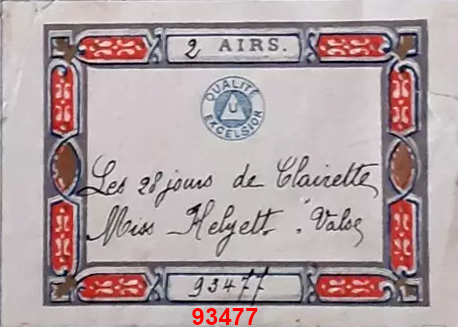 2 AIRS.
QUALITÉ
U
EXCELSIOR
Les 28 jours de Clairette
Miss Helyett. Valse
93477
93477